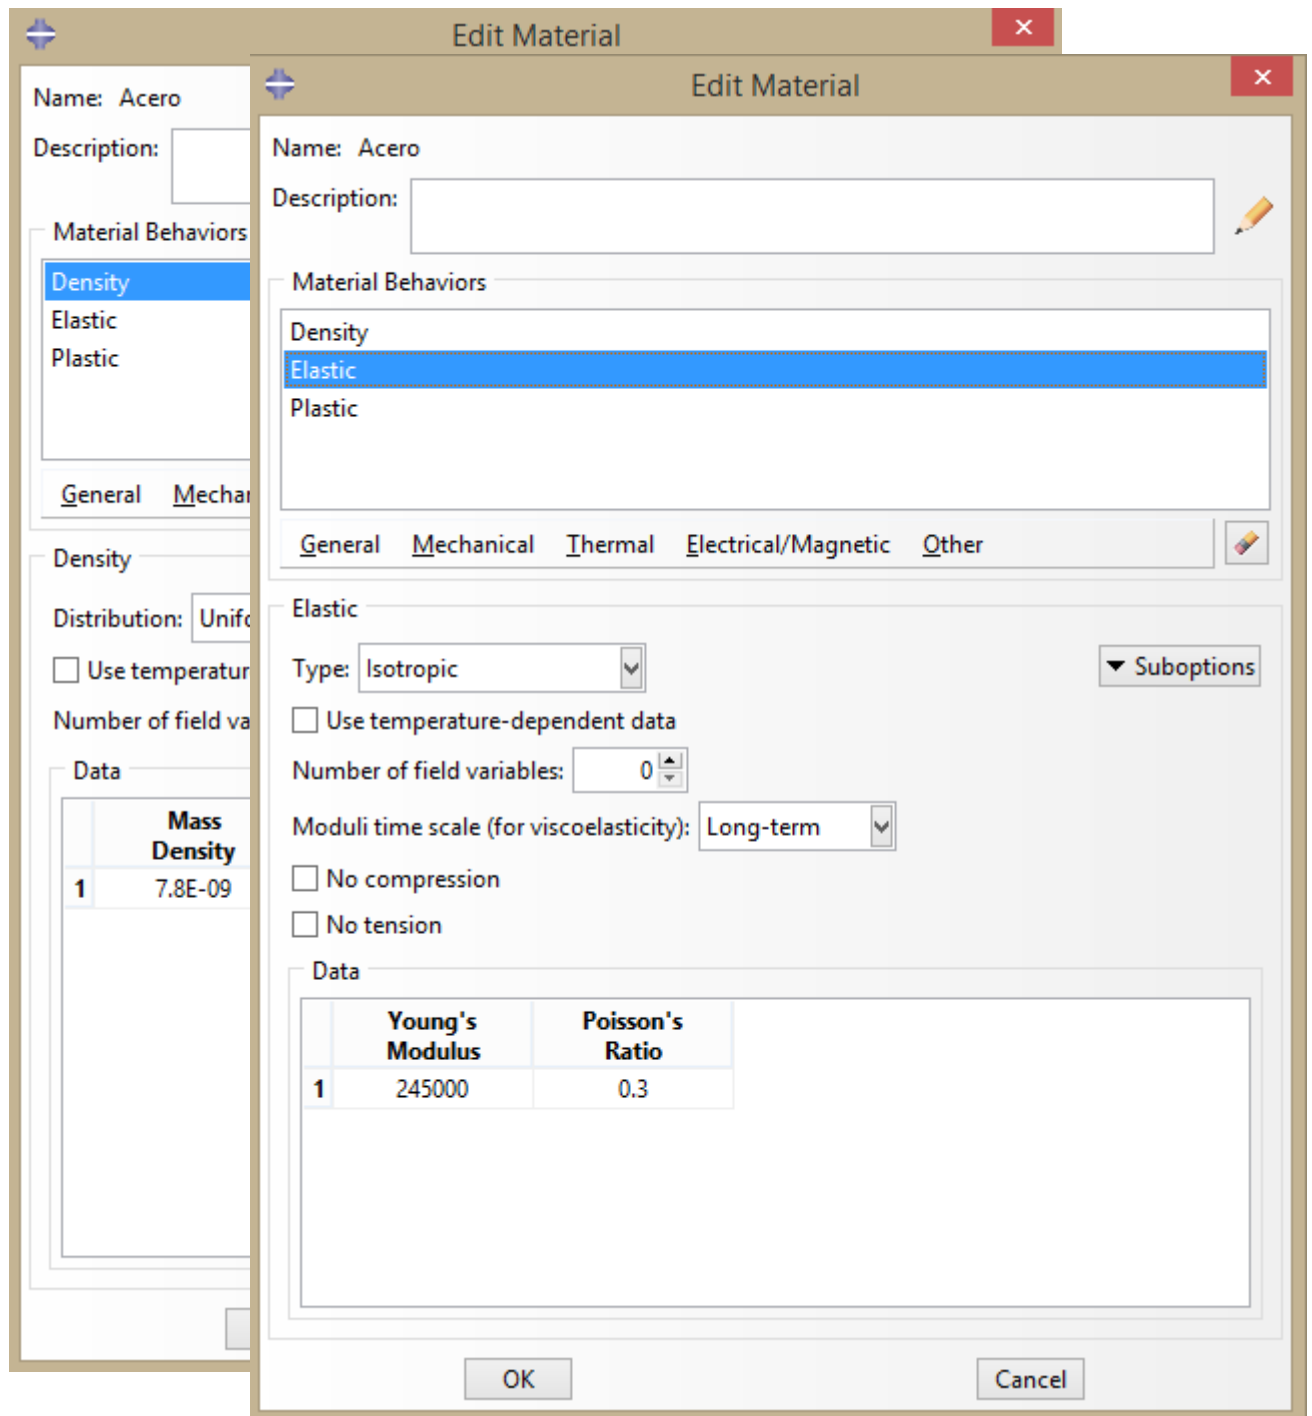 Edit Material
Name: Acero
Description:
Material Behaviors
Density
Elastic
Plastic
General
Density
Distribution:
Number of field
Data
Mass
Density
1 7.8E-09
Edit Material
Name: Acero
Description:
Material Behaviors
Density
Elastic
Plastic
General Mechanical Thermal Electrical/Magnetic Other
Elastic
Type: Isotropic
Suboptions
Use temperature-dependent data
Number of field variables: 0
Moduli time scale (for viscoelasticity): Long-term
No compression
No tension
Data
Young's Poisson's
Modulus Ratio
1 245000 0.3
OK Cancel